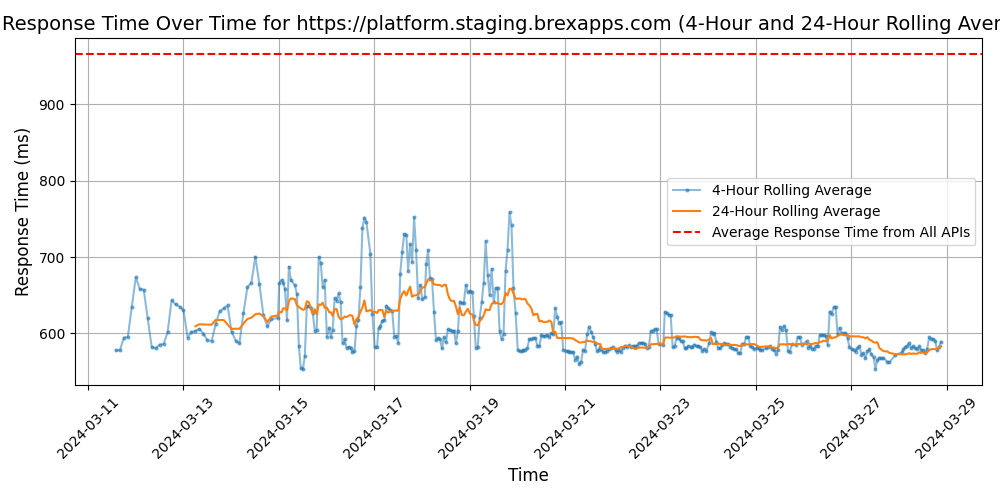 Response Time Over Time for https://platform.staging.brexapps.com (4-Hour and 24-Hour Rolling Aver
Response Time (ms)
900
800
700
600
4-Hour Rolling Average
24-Hour Rolling Average
Average Response Time from All APIs
2024-03-11
2024-03-13
2024-03-15
2024-03-17
2024-03-19
2024-03-21
2024-03-23
2024-03-25
2024-03-27
2024-03-29
Time